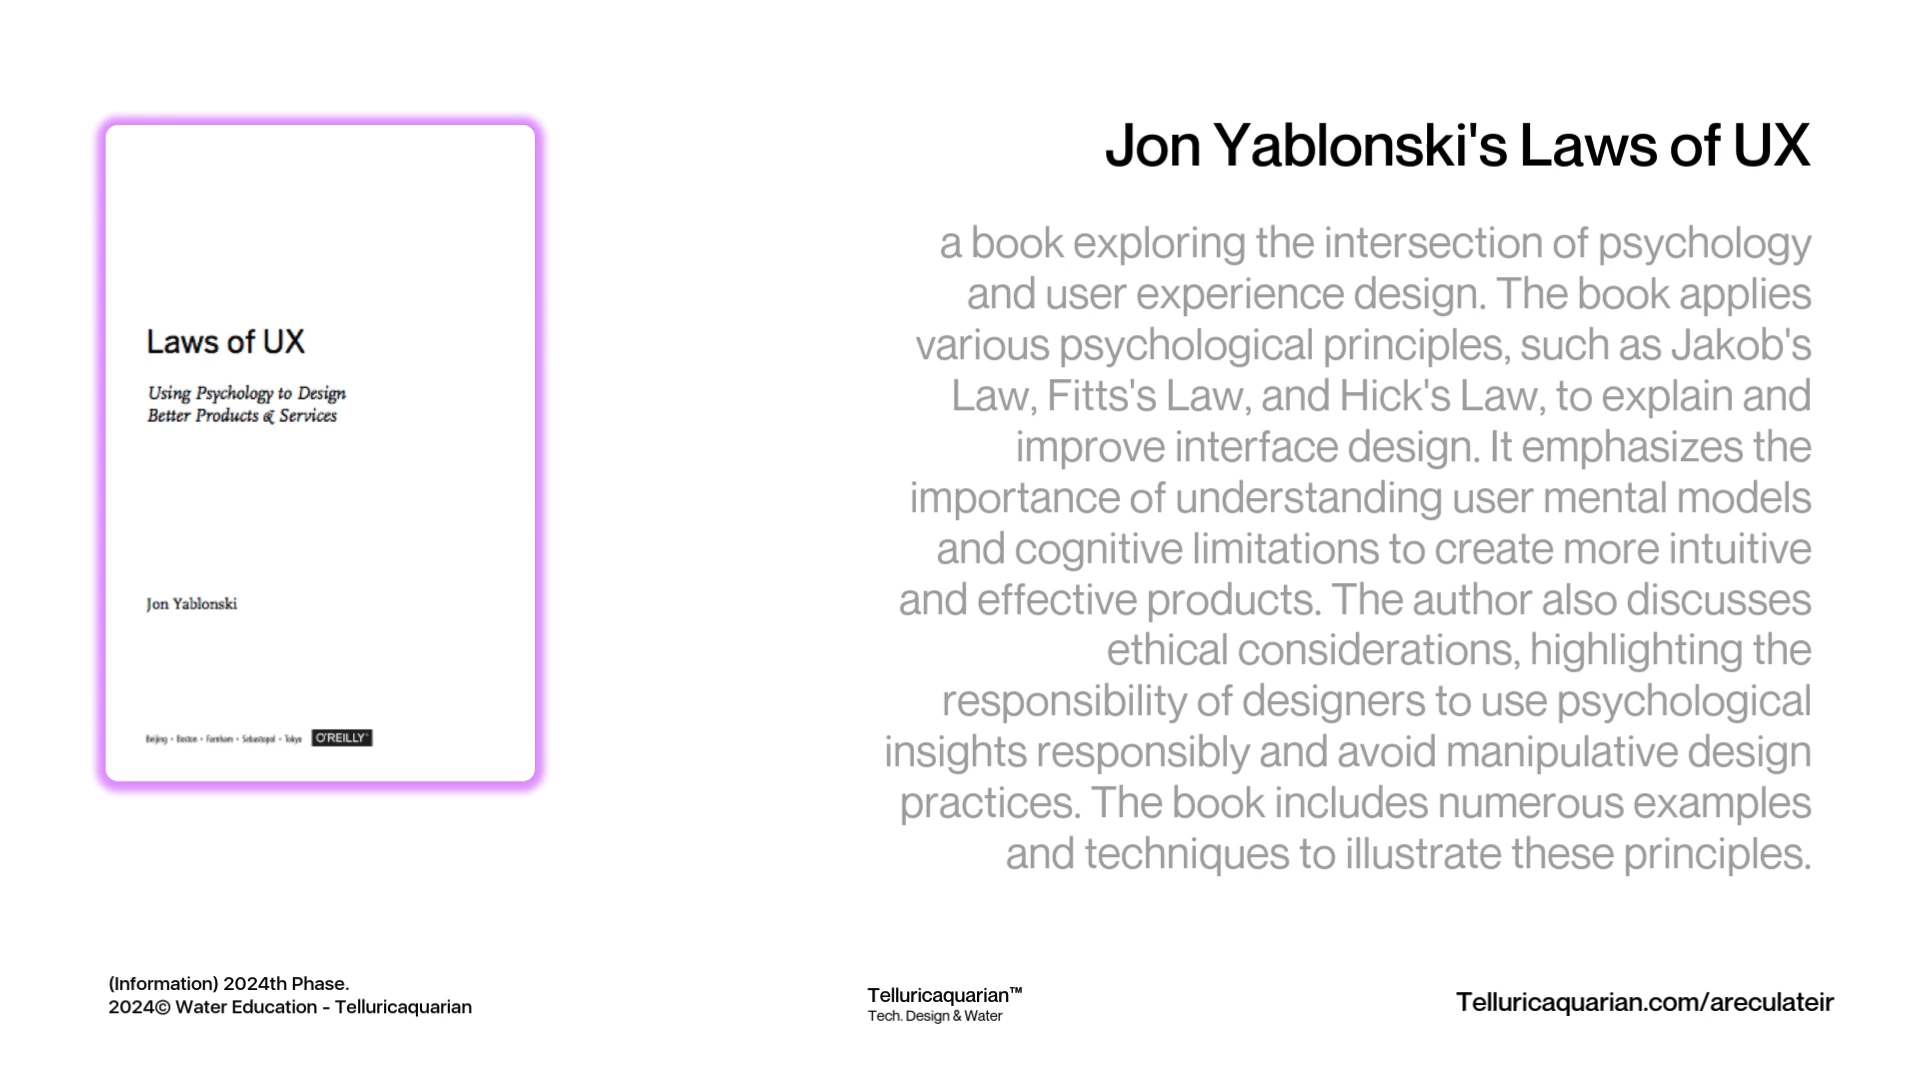 Jon Yablonski's Laws of UX
a book exploring the intersection of psychology
and user experience design. The book applies
various psychological principles, such as Jakob's
Law, Fitts's Law, and Hick's Law, to explain and
improve interface design. It emphasizes the
importance of understanding user mental models
and cognitive limitations to create more intuitive
and effective products. The author also discusses
ethical considerations, highlighting the
responsibility of designers to use psychological
insights responsibly and avoid manipulative design
practices. The book includes numerous examples
and techniques to illustrate these principles.
Laws of UX
Using Psychology to Design
Better Products & Services
Jon Yablonski
Beijing • Boston • Farnham • Sebastopol • Tokyo O'REILLY®
(Information) 2024th Phase.
2024© Water Education - Telluricaquarian
Telluricaquarian™
Tech. Design & Water
Telluricaquarian.com/areculateir